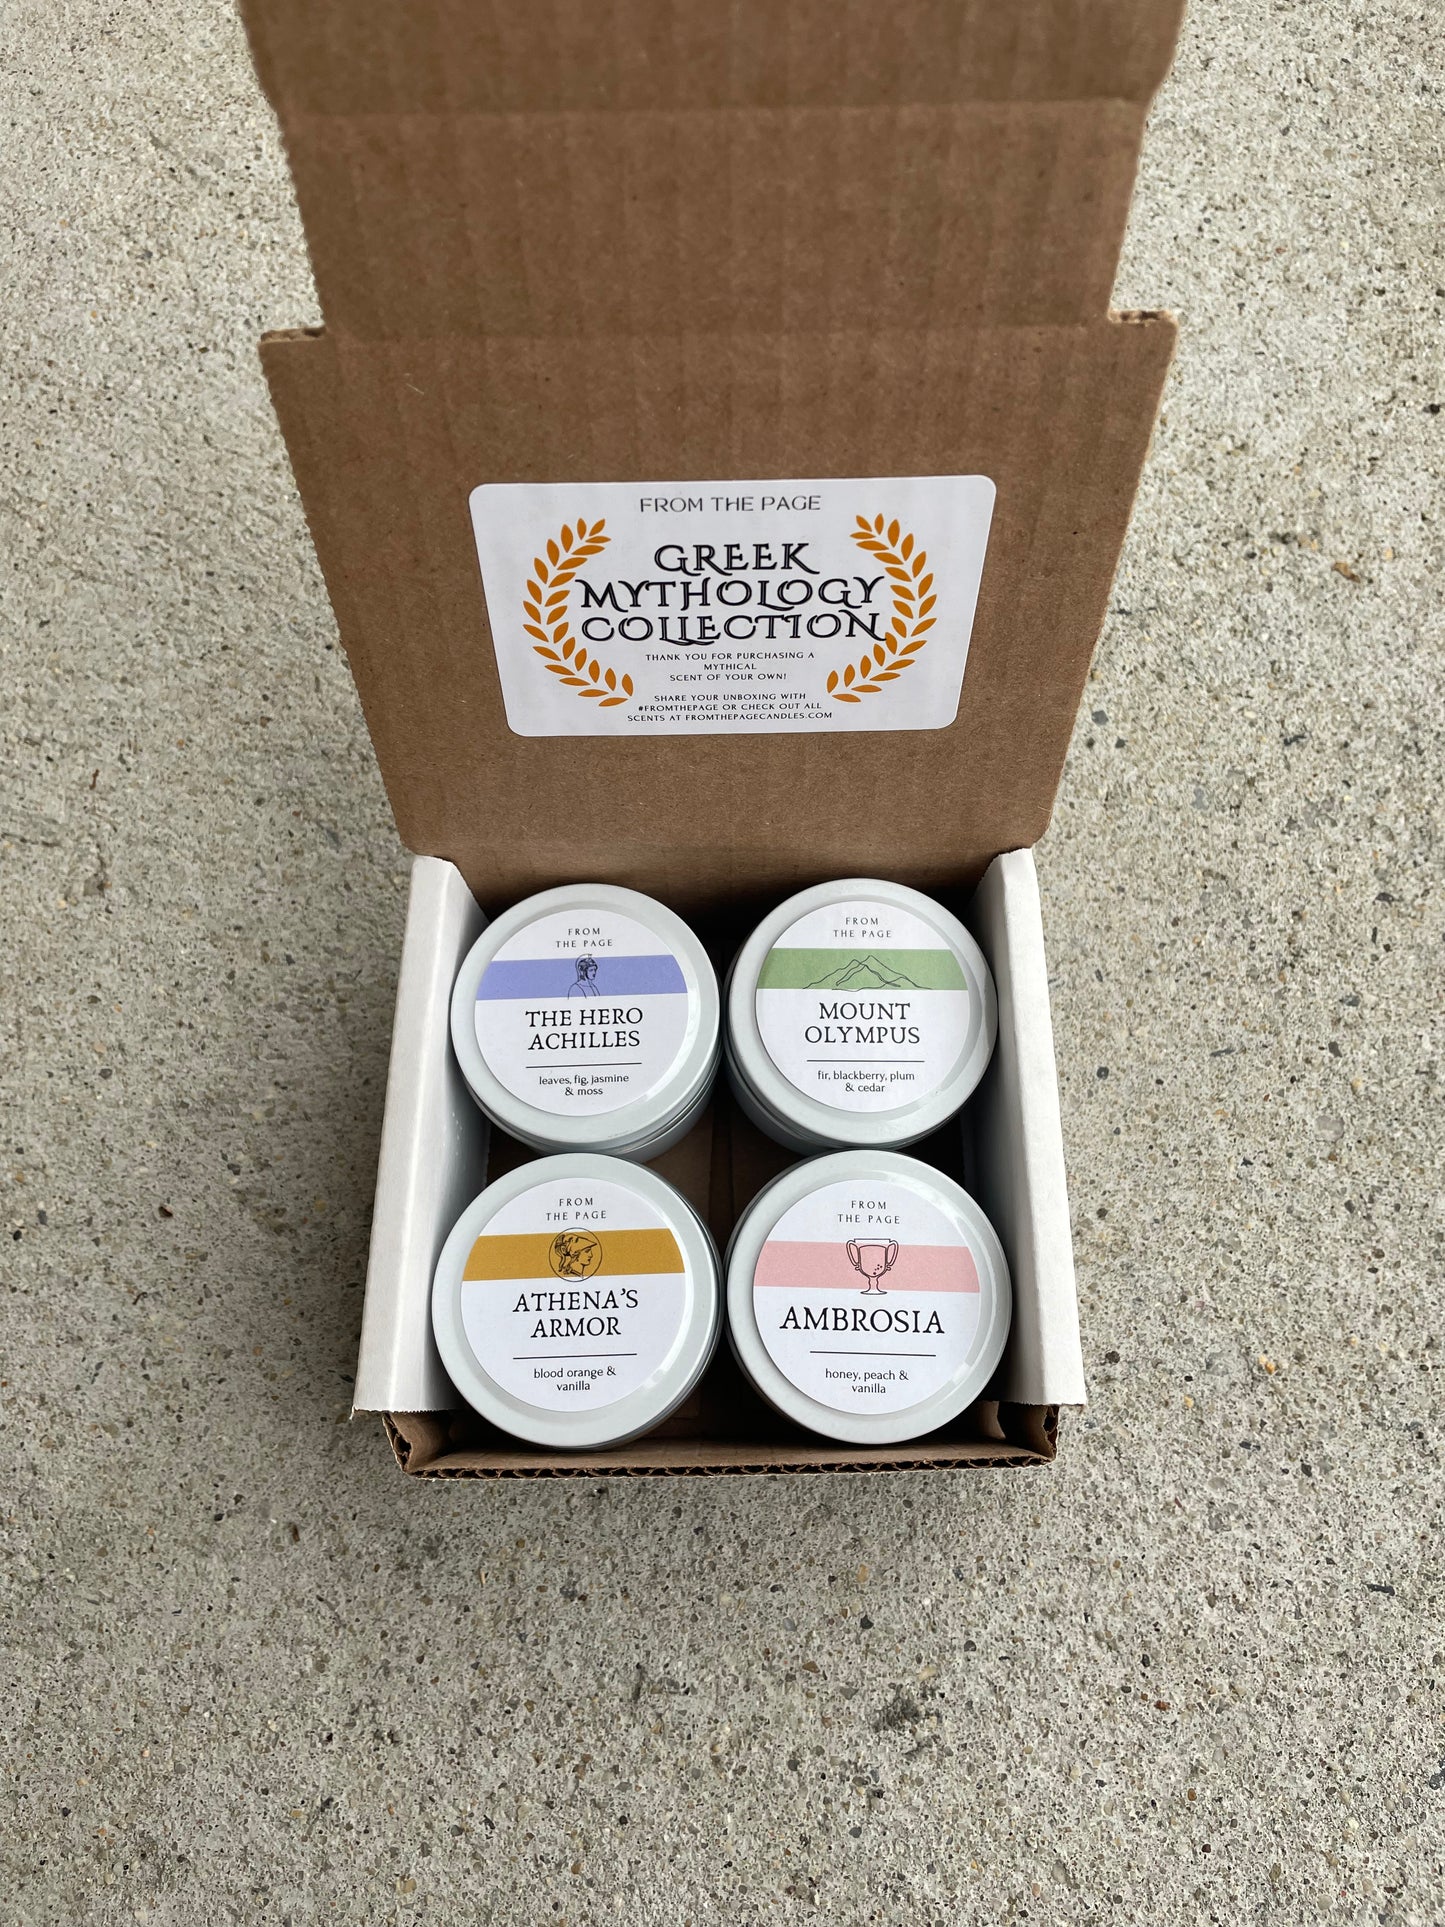 FROM THE PAGE
GREEK
MYTHOLOGY
COLLECTION
THANK YOU FOR PURCHASING A
MYTHICAL
SCENT OF YOUR OWN!
SHARE YOUR UNBOXING WITH
#FROMTHEPAGE OR CHECK OUT ALL
SCENTS AT FROMTHEPAGECANDLES.COM
FROM
THE PAGE
THE HERO
ACHILLES
leaves, fig, jasmine
& moss
FROM
THE PAGE
MOUNT
OLYMPUS
fir, blackberry, plum
& cedar
FROM
THE PAGE
ATHENA'S
ARMOR
blood orange &
vanilla
FROM
THE PAGE
AMBROSIA
honey, peach &
vanilla